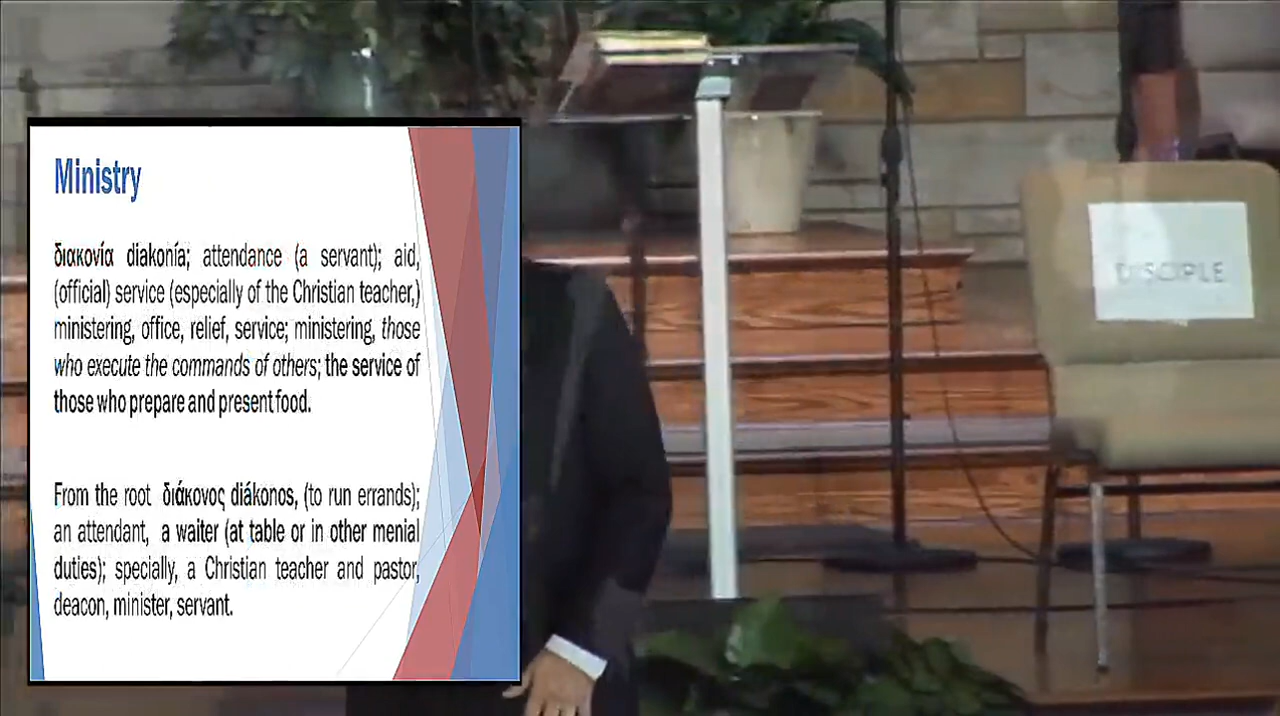 Ministry
διακονία diakonía; attendance (a servant); aid,
(official) service (especially of the Christian teacher,)
ministering, office, relief, service; ministering, those
who execute the commands of others; the service of
those who prepare and present food.
From the root διάκονος diákonos, (to run errands);
an attendant, a waiter (at table or in other menial
duties); specially, a Christian teacher and pastor,
deacon, minister, servant.
DISCIPLE